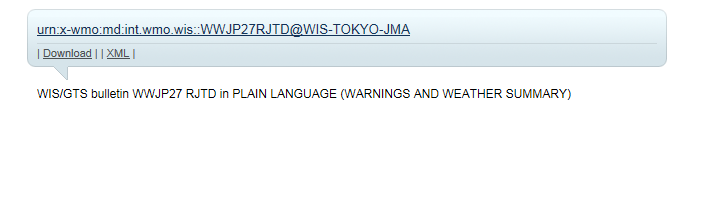 urn:x-wmo:md:int.wmo.wis::WWJP27RJTD@WIS-TOKYO-JMA
| Download | | XML |
WIS/GTS bulletin WWJP27 RJTD in PLAIN LANGUAGE (WARNINGS AND WEATHER SUMMARY)